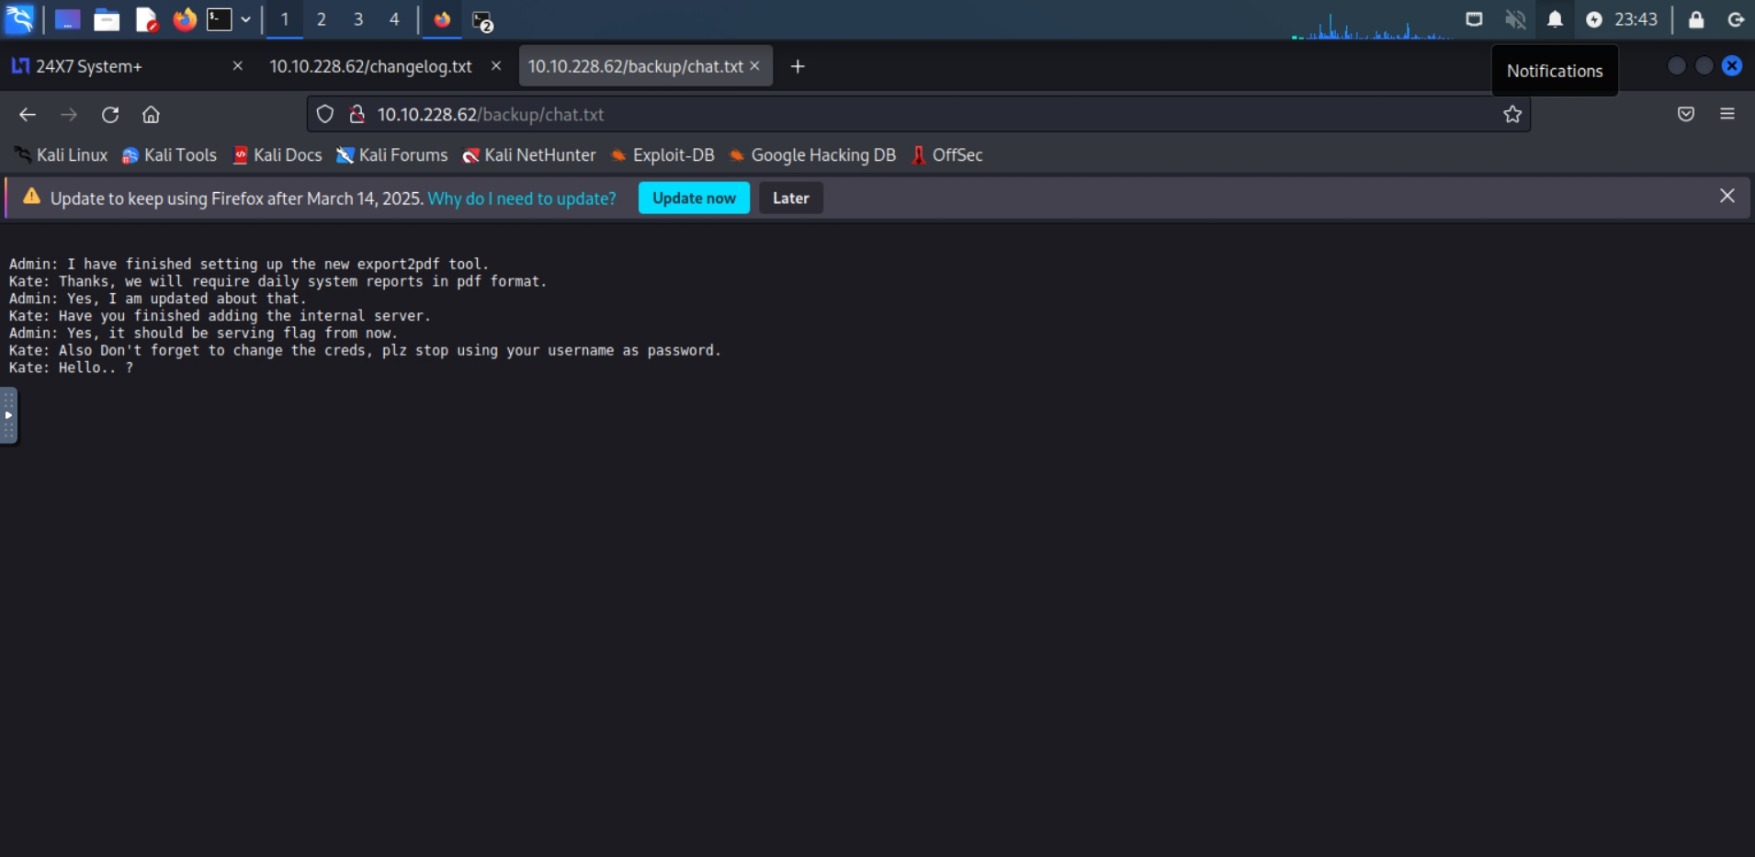 1 2 3 4 2 23:43
24X7 System+ 10.10.228.62/changelog.txt 10.10.228.62/backup/chat.txt
Notifications
10.10.228.62/backup/chat.txt
Kali Linux Kali Tools Kali Docs Kali Forums Kali NetHunter Exploit-DB Google Hacking DB OffSec
Update to keep using Firefox after March 14, 2025. Why do I need to update? Update now Later
Admin: I have finished setting up the new export2pdf tool.
Kate: Thanks, we will require daily system reports in pdf format.
Admin: Yes, I am updated about that.
Kate: Have you finished adding the internal server.
Admin: Yes, it should be serving flag from now.
Kate: Also Don't forget to change the creds, plz stop using your username as password.
Kate: Hello.. ?